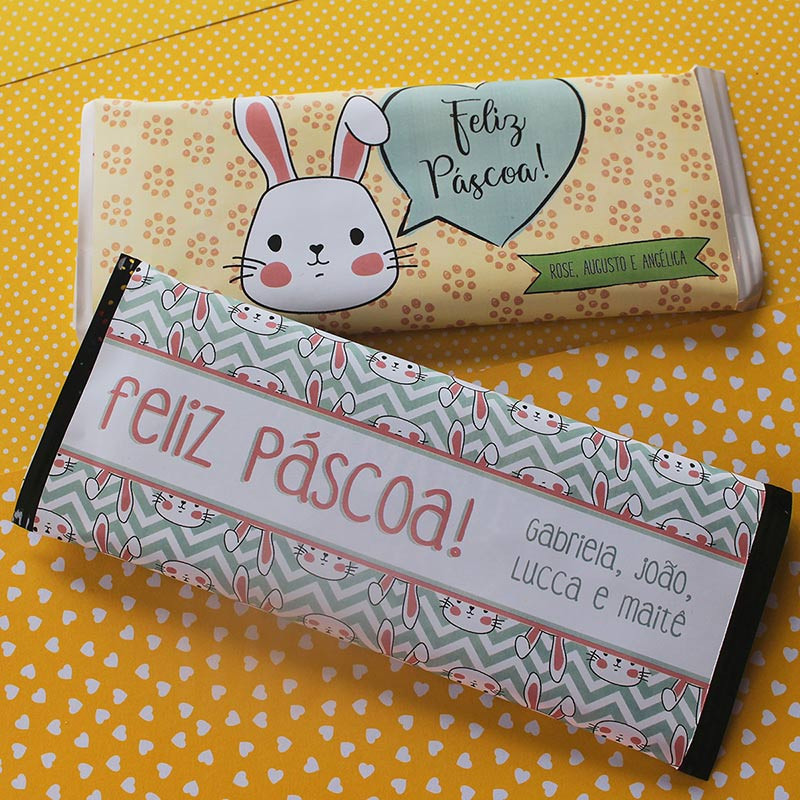 Feliz
Páscoa!
ROSE, AUGUSTO E ANGÉLICA
feliz páscoa!
Gabriela, João,
Lucca e maitê